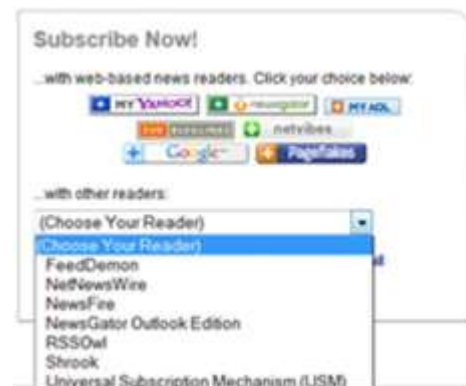 Subscribe Now!
...with web-based news readers. Click your choice below:
MY YAHOO! newsgator MY AOL
netvibes
Google Pageflakes
...with other readers:
(Choose Your Reader)
(Choose Your Reader)
FeedDemon
NetNewsWire
NewsFire
NewsGator Outlook Edition
RSSOwl
Shrook
Universal Subscription Mechanism (USM)